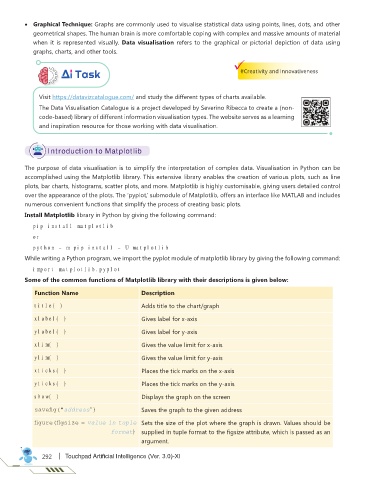 • Graphical Technique: Graphs are commonly used to visualise statistical data using points, lines, dots, and other
geometrical shapes. The human brain is more comfortable coping with complex and massive amounts of material
when it is represented visually. Data visualisation refers to the graphical or pictorial depiction of data using
graphs, charts, and other tools.
Ai Task
#Creativity and Innovativeness
Visit https://datavizcatalogue.com/ and study the different types of charts available.
The Data Visualisation Catalogue is a project developed by Severino Ribecca to create a (non-
code-based) library of different information visualisation types. The website serves as a learning
and inspiration resource for those working with data visualisation.
Introduction to Matplotlib
The purpose of data visualisation is to simplify the interpretation of complex data. Visualisation in Python can be
accomplished using the Matplotlib library. This extensive library enables the creation of various plots, such as line
plots, bar charts, histograms, scatter plots, and more. Matplotlib is highly customisable, giving users detailed control
over the appearance of the plots. The 'pyplot,' submodule of Matplotlib, offers an interface like MATLAB and includes
numerous convenient functions that simplify the process of creating basic plots.
Install Matplotlib library in Python by giving the following command:
pip install matplotlib
or
python - m pip install - U matplotlib
While writing a Python program, we import the pyplot module of matplotlib library by giving the following command:
import matplotlib.pyplot
Some of the common functions of Matplotlib library with their descriptions is given below:
Function Name Description
title( ) Adds title to the chart/graph
xlabel( ) Gives label for x-axis
ylabel( ) Gives label for y-axis
xlim( ) Gives the value limit for x-axis
ylim( ) Gives the value limit for y-axis
xticks( ) Places the tick marks on the x-axis
yticks( ) Places the tick marks on the y-axis
show( ) Displays the graph on the screen
savefig("address") Saves the graph to the given address
figure(figsize = value in tuple Sets the size of the plot where the graph is drawn. Values should be
format) supplied in tuple format to the figsize attribute, which is passed as an
argument.
292 | Touchpad Artificial Intelligence (Ver. 3.0)-XI